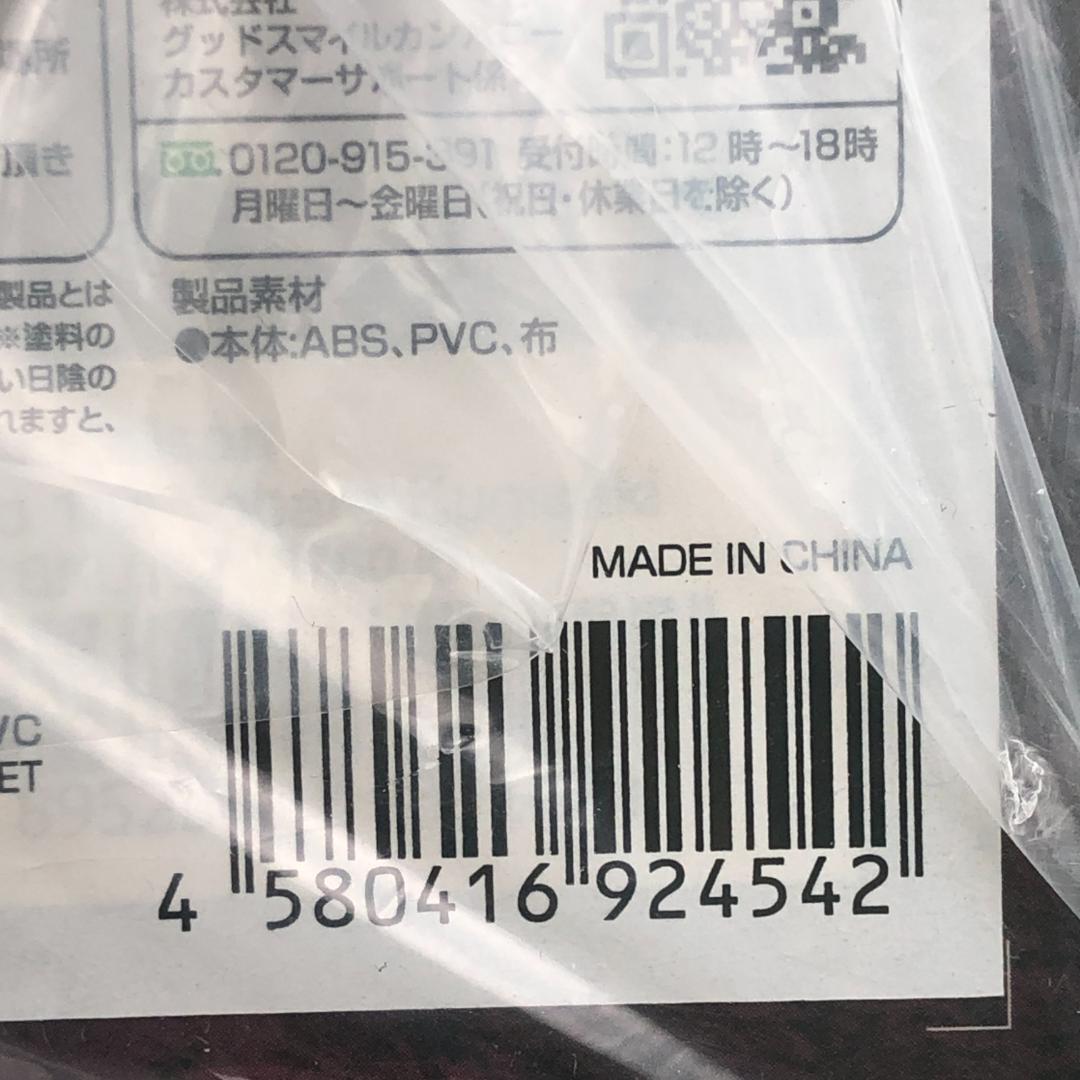 株式会社
グッドスマイルカンパニー
カスタマーサポート係
0120-915-391 受付時間:12時～18時
月曜日～金曜日(祝日・休業日を除く)
頂き
製品とは
※塗料の
い日陰の
れますと、
製品素材
●本体:ABS、PVC、布
MADE IN CHINA
VC
ET
4 580416 924542